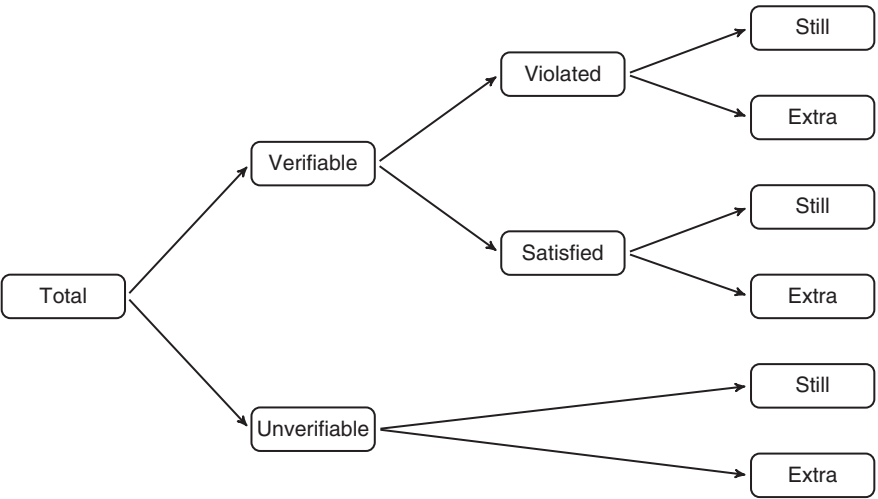 Still
Violated
Extra
Verifiable
Still
Satisfied
Extra
Total
Still
Unverifiable
Extra